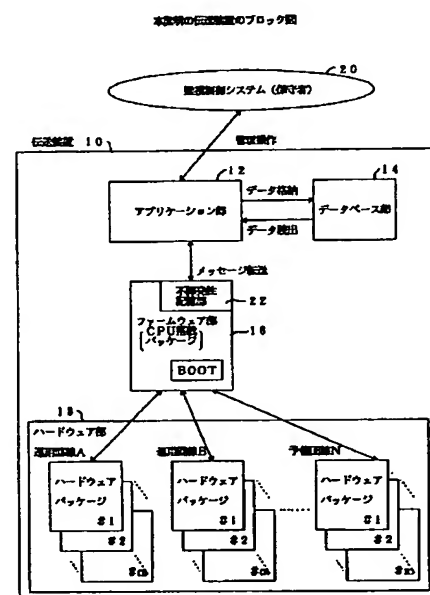 本発明の伝送装置のブロック図
20
監視制御システム（保守者）
伝送装置 10
管理操作
12
14
アプリケーション部
データ格納
データ読出
データベース部
メッセージ転送
不揮発性
記憶部
22
16
ファームウェア部
CPU搭載
パッケージ
BOOT
18
ハードウェア部
運用回線A
運用回線B
予備回線N
ハードウェア
パッケージ
#1
#2
ハードウェア
パッケージ
#1
#2
ハードウェア
パッケージ
#1
#2